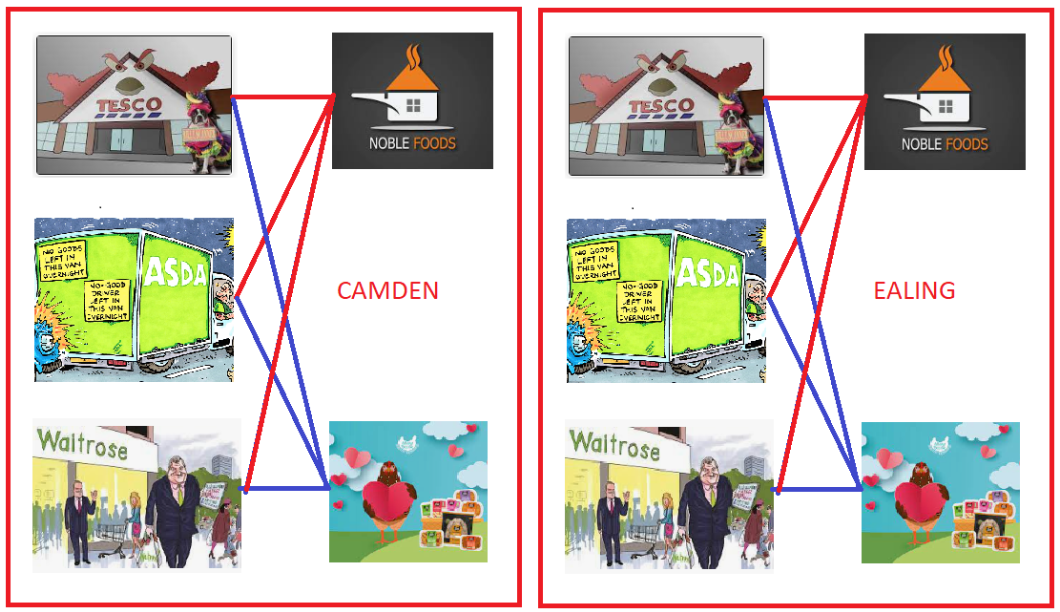 TESCO
NOBLE FOODS
NO GOODS
LEFT IN
THIS VAN
OVERNIGHT
ASDA
NO GOOD
DRIVER
LEFT IN
THIS VAN
OVERNIGHT
CAMDEN
Waitrose
TESCO
NOBLE FOODS
NO GOODS
LEFT IN
THIS VAN
OVERNIGHT
ASDA
NO GOOD
DRIVER
LEFT IN
THIS VAN
OVERNIGHT
EALING
Waitrose